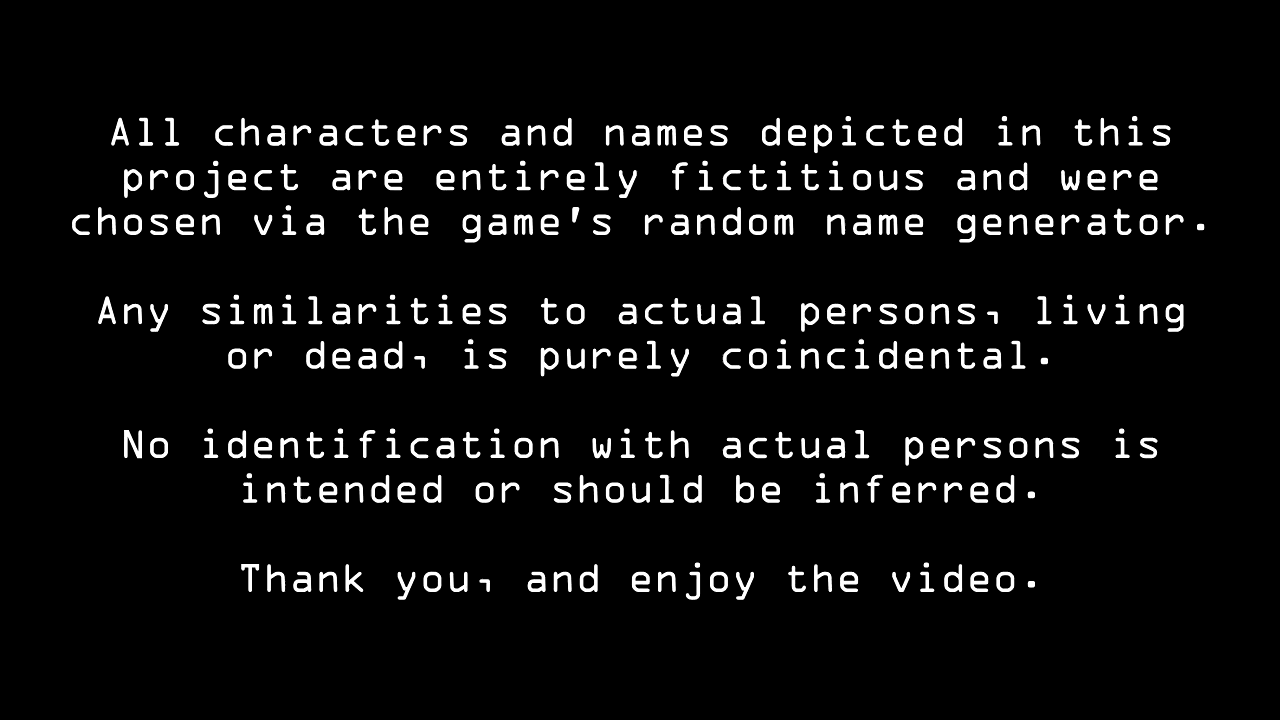 All characters and names depicted in this
project are entirely fictitious and were
chosen via the game's random name generator.
Any similarities to actual persons, living
or dead, is purely coincidental.
No identification with actual persons is
intended or should be inferred.
Thank you, and enjoy the video.